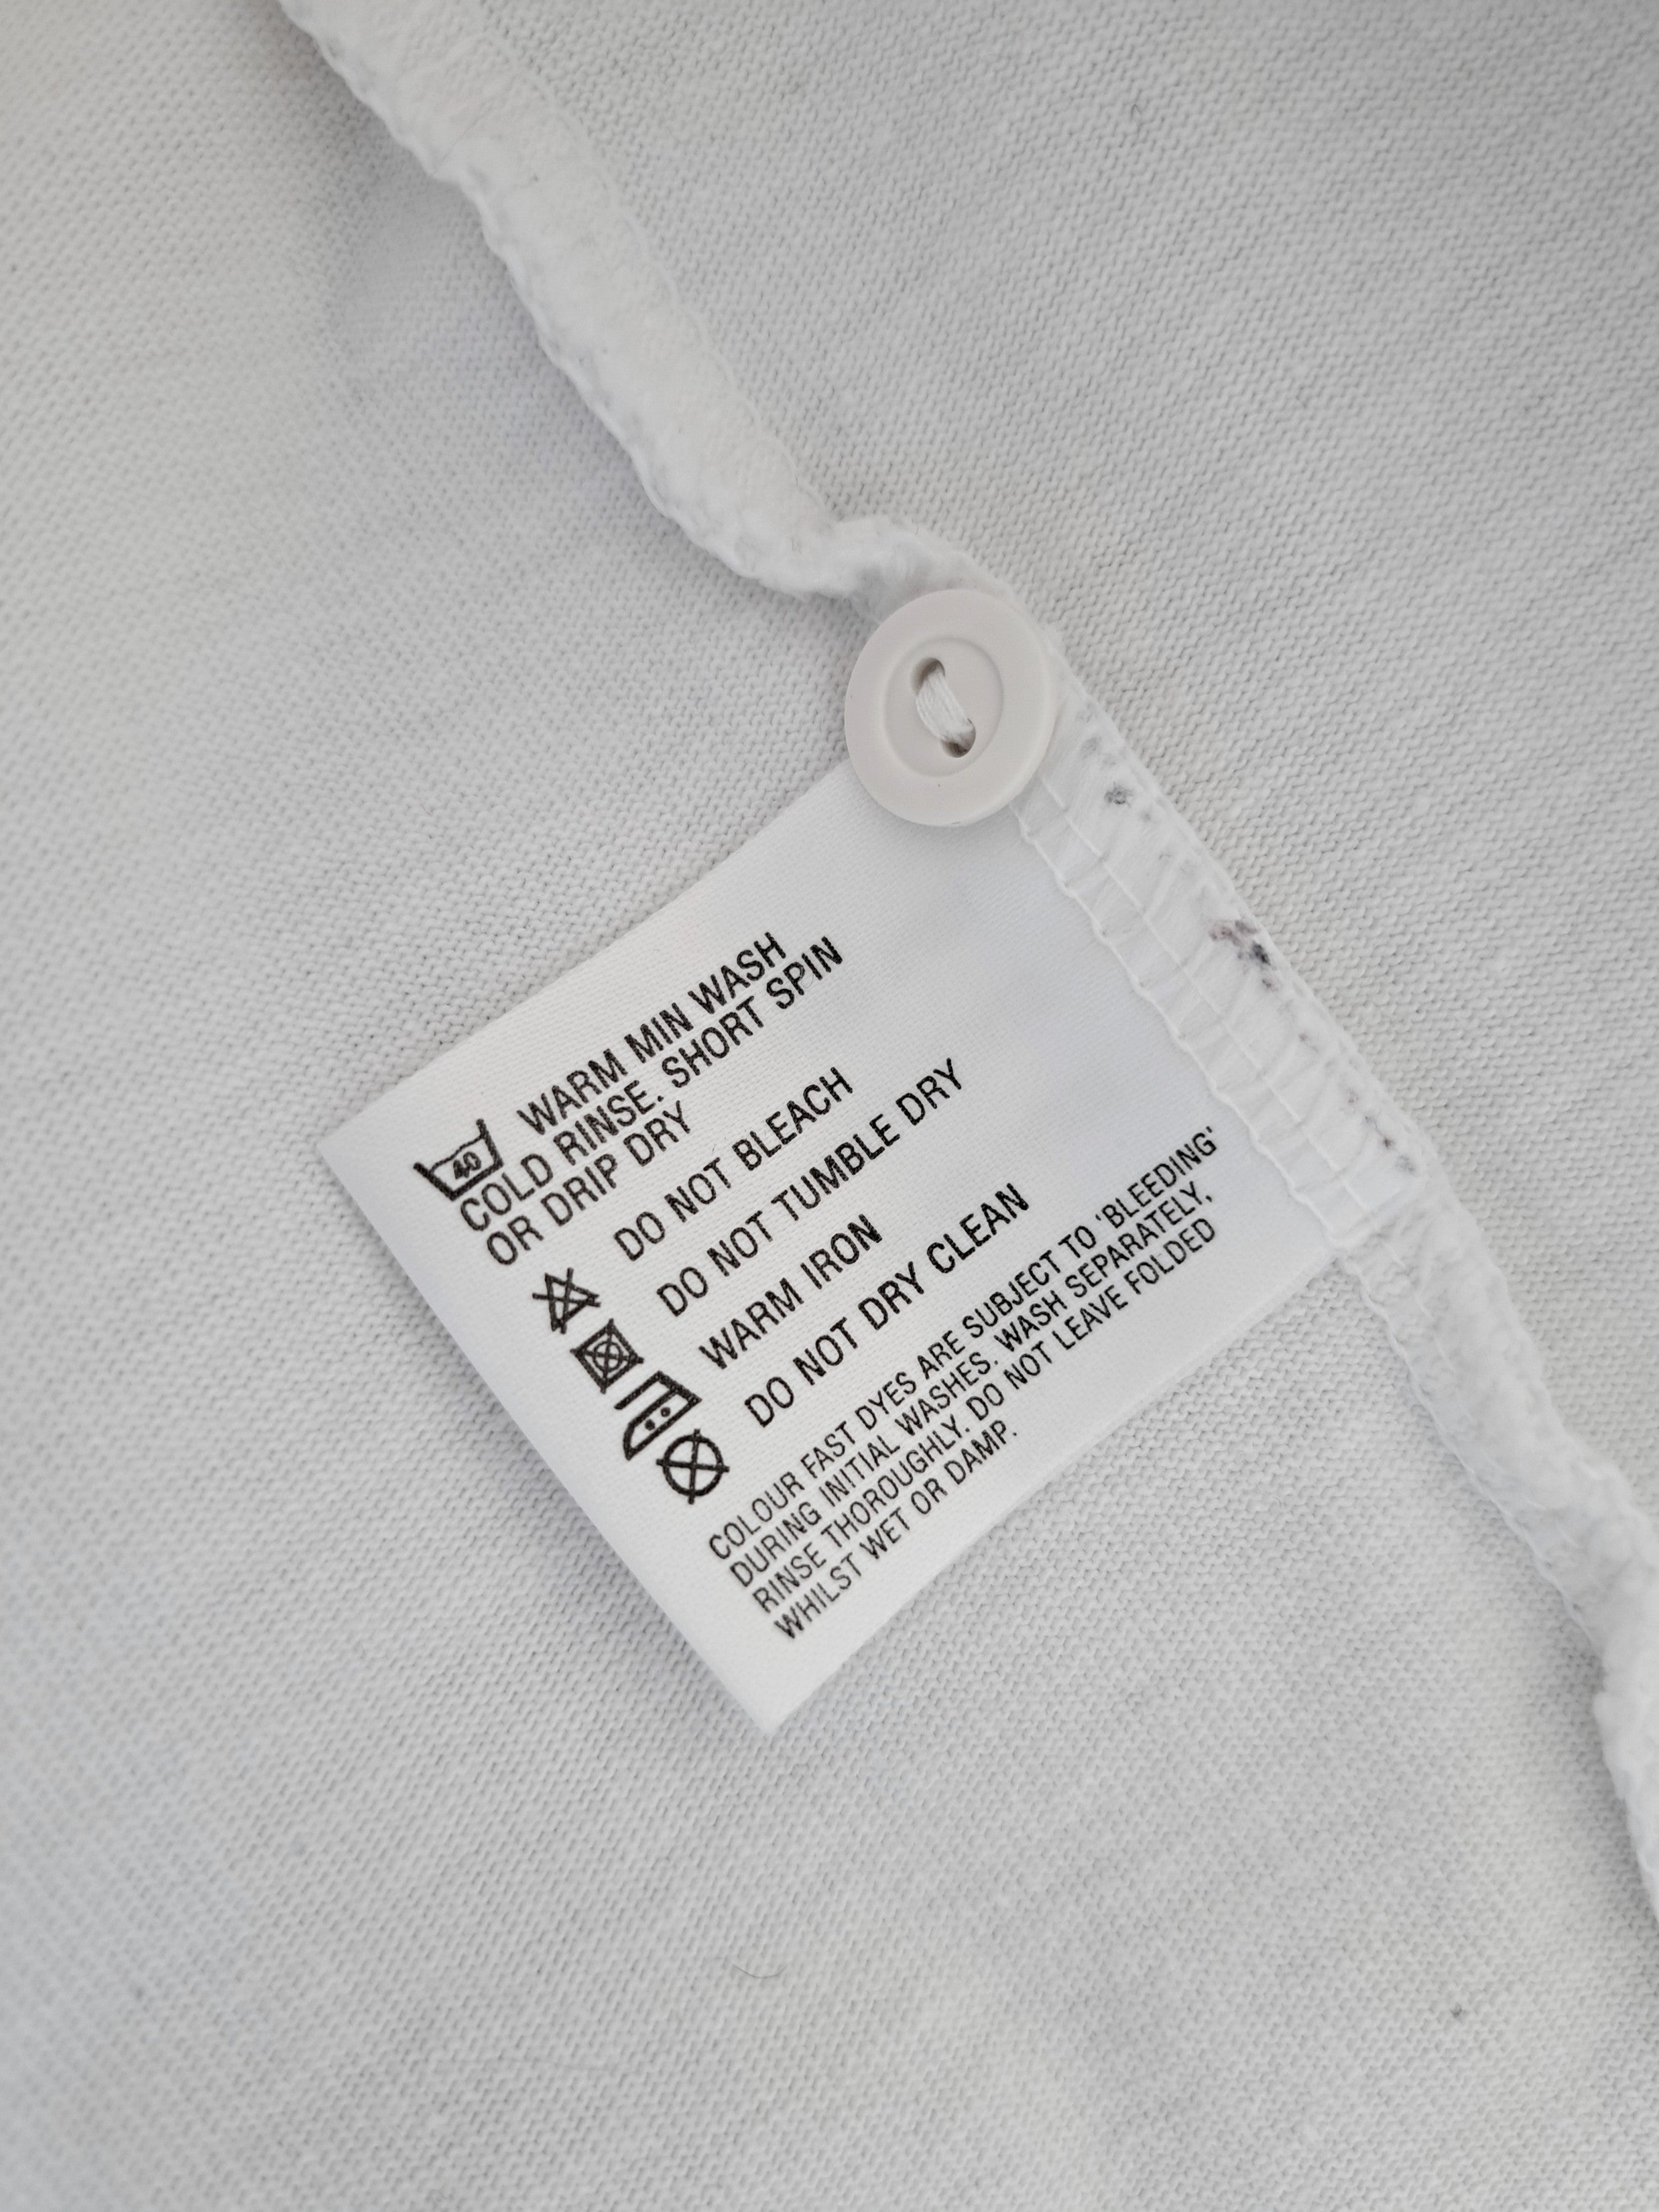 40 WARM MIN WASH
COLD RINSE. SHORT SPIN
OR DRIP DRY
DO NOT BLEACH
DO NOT TUMBLE DRY
WARM IRON
DO NOT DRY CLEAN
COLOUR FAST DYES ARE SUBJECT TO 'BLEEDING'
DURING INITIAL WASHES. WASH SEPARATELY,
RINSE THOROUGHLY. DO NOT LEAVE FOLDED
WHILST WET OR DAMP.